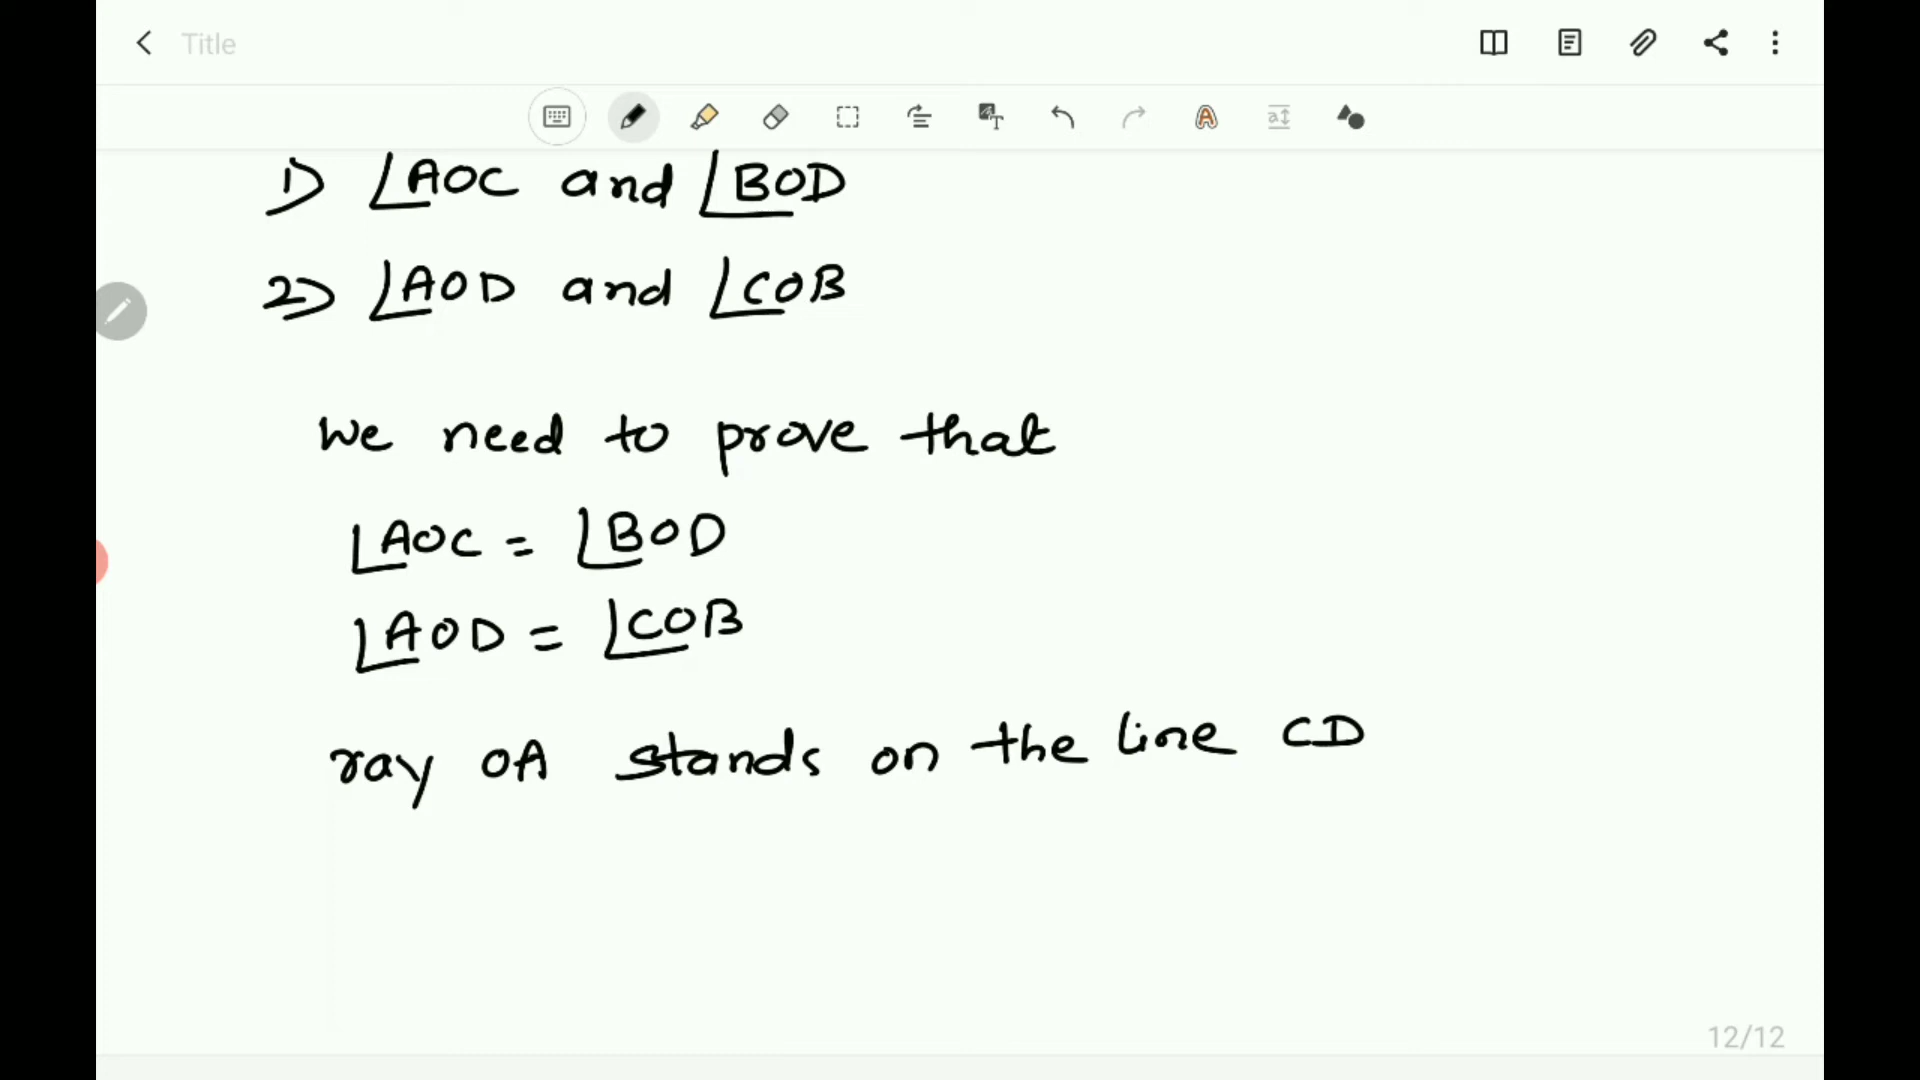 Title
1) ∠AOC and ∠BOD
2) ∠AOD and ∠COB
we need to prove that
∠AOC = ∠BOD
∠AOD = ∠COB
ray OA stands on the line CD
12/12